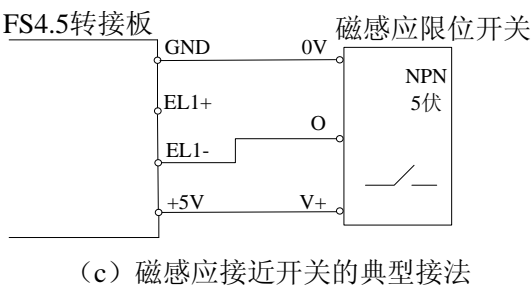 FS4.5转接板
磁感应限位开关
GND
0V
NPN
5伏
EL1+
O
EL1-
+5V
V+
（c）磁感应接近开关的典型接法